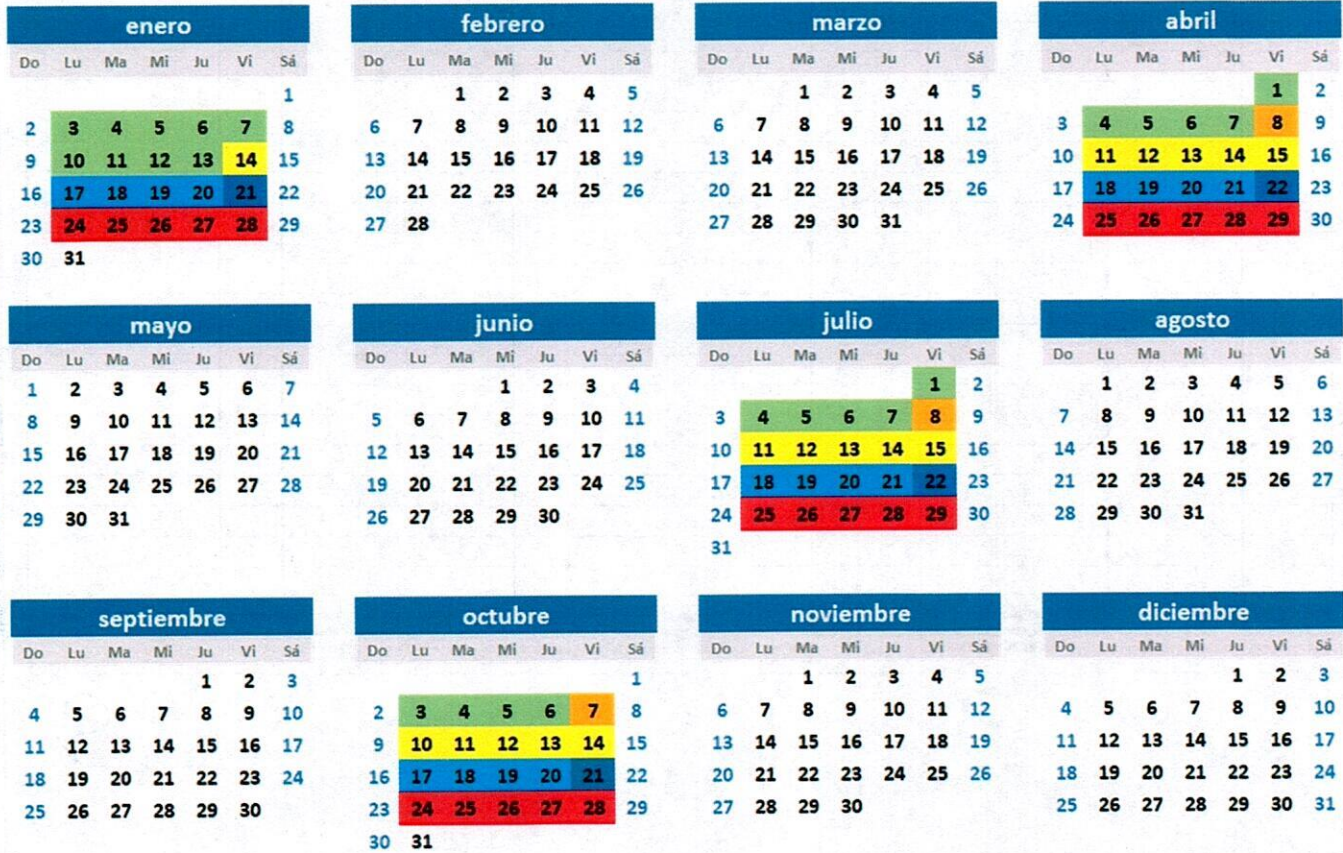 enero
Do Lu Ma Mi Ju Vi Sá
1
2 3 4 5 6 7 8
9 10 11 12 13 14 15
16 17 18 19 20 21 22
23 24 25 26 27 28 29
30 31
febrero
Do Lu Ma Mi Ju Vi Sá
1 2 3 4 5
6 7 8 9 10 11 12
13 14 15 16 17 18 19
20 21 22 23 24 25 26
27 28
marzo
Do Lu Ma Mi Ju Vi Sá
1 2 3 4 5
6 7 8 9 10 11 12
13 14 15 16 17 18 19
20 21 22 23 24 25 26
27 28 29 30 31
abril
Do Lu Ma Mi Ju Vi Sá
1 2
3 4 5 6 7 8 9
10 11 12 13 14 15 16
17 18 19 20 21 22 23
24 25 26 27 28 29 30
mayo
Do Lu Ma Mi Ju Vi Sá
1 2 3 4 5 6 7
8 9 10 11 12 13 14
15 16 17 18 19 20 21
22 23 24 25 26 27 28
29 30 31
junio
Do Lu Ma Mi Ju Vi Sá
1 2 3 4
5 6 7 8 9 10 11
12 13 14 15 16 17 18
19 20 21 22 23 24 25
26 27 28 29 30
julio
Do Lu Ma Mi Ju Vi Sá
1 2
3 4 5 6 7 8 9
10 11 12 13 14 15 16
17 18 19 20 21 22 23
24 25 26 27 28 29 30
31
agosto
Do Lu Ma Mi Ju Vi Sá
1 2 3 4 5 6
7 8 9 10 11 12 13
14 15 16 17 18 19 20
21 22 23 24 25 26 27
28 29 30 31
septiembre
Do Lu Ma Mi Ju Vi Sá
1 2 3
4 5 6 7 8 9 10
11 12 13 14 15 16 17
18 19 20 21 22 23 24
25 26 27 28 29 30
octubre
Do Lu Ma Mi Ju Vi Sá
1
2 3 4 5 6 7 8
9 10 11 12 13 14 15
16 17 18 19 20 21 22
23 24 25 26 27 28 29
30 31
noviembre
Do Lu Ma Mi Ju Vi Sá
1 2 3 4 5
6 7 8 9 10 11 12
13 14 15 16 17 18 19
20 21 22 23 24 25 26
27 28 29 30
diciembre
Do Lu Ma Mi Ju Vi Sá
1 2 3
4 5 6 7 8 9 10
11 12 13 14 15 16 17
18 19 20 21 22 23 24
25 26 27 28 29 30 31